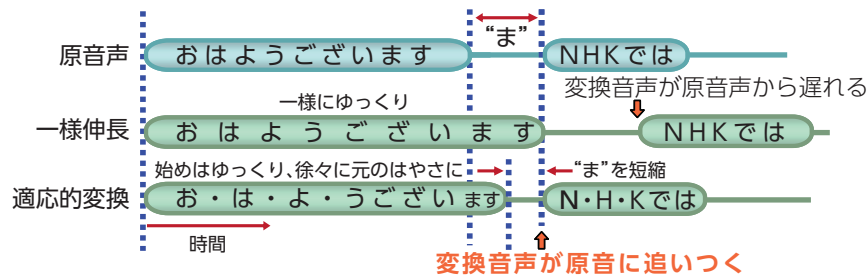 “ま”
原音声 おはようございます NHKでは
変換音声が原音声から遅れる
一様にゆっくり
一様伸長 おはようございます NHKでは
始めはゆっくり、徐々に元のはやさに “ま”を短縮
適応的変換 お・は・よ・うございます N・H・Kでは
時間
変換音声が原音に追いつく